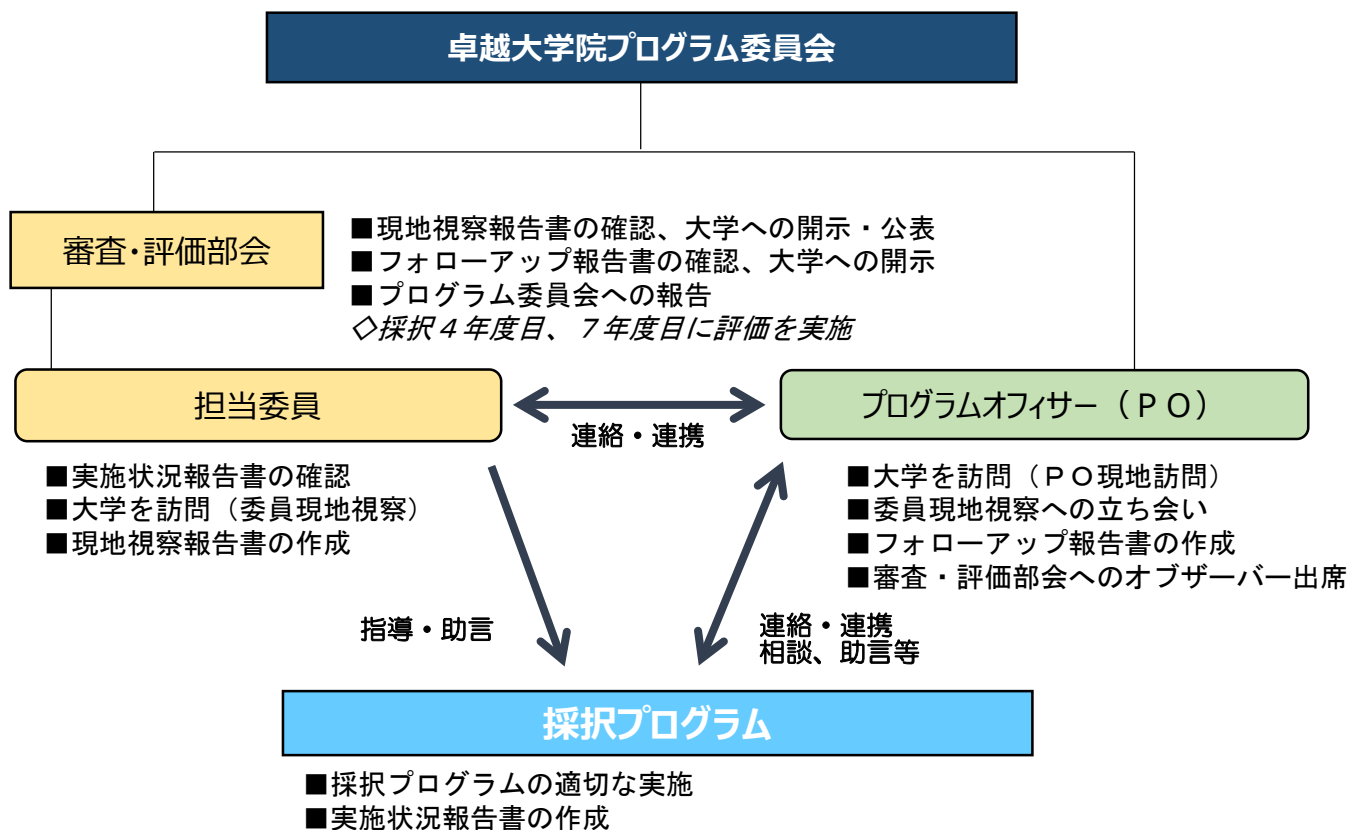 卓越大学院プログラム委員会
審査・評価部会
■現地視察報告書の確認、大学への開示・公表
■フォローアップ報告書の確認、大学への開示
■プログラム委員会への報告
◇採択４年度目、７年度目に評価を実施
担当委員
連絡・連携
プログラムオフィサー（ＰＯ）
■実施状況報告書の確認
■大学を訪問（委員現地視察）
■現地視察報告書の作成
■大学を訪問（ＰＯ現地訪問）
■委員現地視察への立ち会い
■フォローアップ報告書の作成
■審査・評価部会へのオブザーバー出席
指導・助言
連絡・連携
相談、助言等
採択プログラム
■採択プログラムの適切な実施
■実施状況報告書の作成